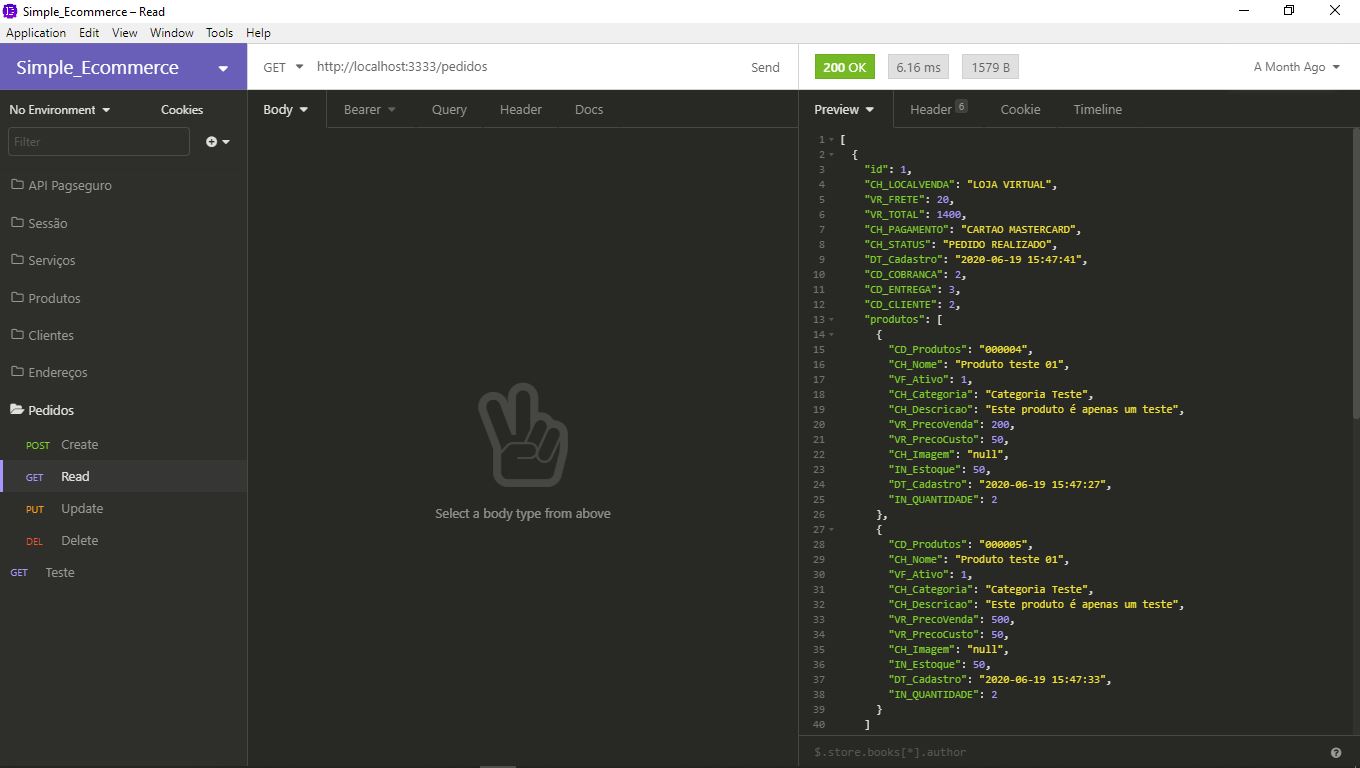 Simple_Ecommerce – Read
Application Edit View Window Tools Help
Simple_Ecommerce
GET http://localhost:3333/pedidos Send
200 OK 6.16 ms 1579 B A Month Ago
No Environment Cookies
Body Bearer Query Header Docs
Preview Header 6 Cookie Timeline
Filter
API Pagseguro
Sessão
Serviços
Produtos
Clientes
Endereços
Pedidos
POST Create
GET Read
PUT Update
DEL Delete
GET Teste
Select a body type from above
1 [
2 {
3 "id": 1,
4 "CH_LOCALVENDA": "LOJA VIRTUAL",
5 "VR_FRETE": 20,
6 "VR_TOTAL": 1400,
7 "CH_PAGAMENTO": "CARTAO MASTERCARD",
8 "CH_STATUS": "PEDIDO REALIZADO",
9 "DT_Cadastro": "2020-06-19 15:47:41",
10 "CD_COBRANCA": 2,
11 "CD_ENTREGA": 3,
12 "CD_CLIENTE": 2,
13 "produtos": [
14 {
15 "CD_Produtos": "000004",
16 "CH_Nome": "Produto teste 01",
17 "VF_Ativo": 1,
18 "CH_Categoria": "Categoria Teste",
19 "CH_Descricao": "Este produto é apenas um teste",
20 "VR_PrecoVenda": 200,
21 "VR_PrecoCusto": 50,
22 "CH_Imagem": "null",
23 "IN_Estoque": 50,
24 "DT_Cadastro": "2020-06-19 15:47:27",
25 "IN_QUANTIDADE": 2
26 },
27 {
28 "CD_Produtos": "000005",
29 "CH_Nome": "Produto teste 01",
30 "VF_Ativo": 1,
31 "CH_Categoria": "Categoria Teste",
32 "CH_Descricao": "Este produto é apenas um teste",
33 "VR_PrecoVenda": 500,
34 "VR_PrecoCusto": 50,
35 "CH_Imagem": "null",
36 "IN_Estoque": 50,
37 "DT_Cadastro": "2020-06-19 15:47:33",
38 "IN_QUANTIDADE": 2
39 }
40 ]
$.store.books[*].author